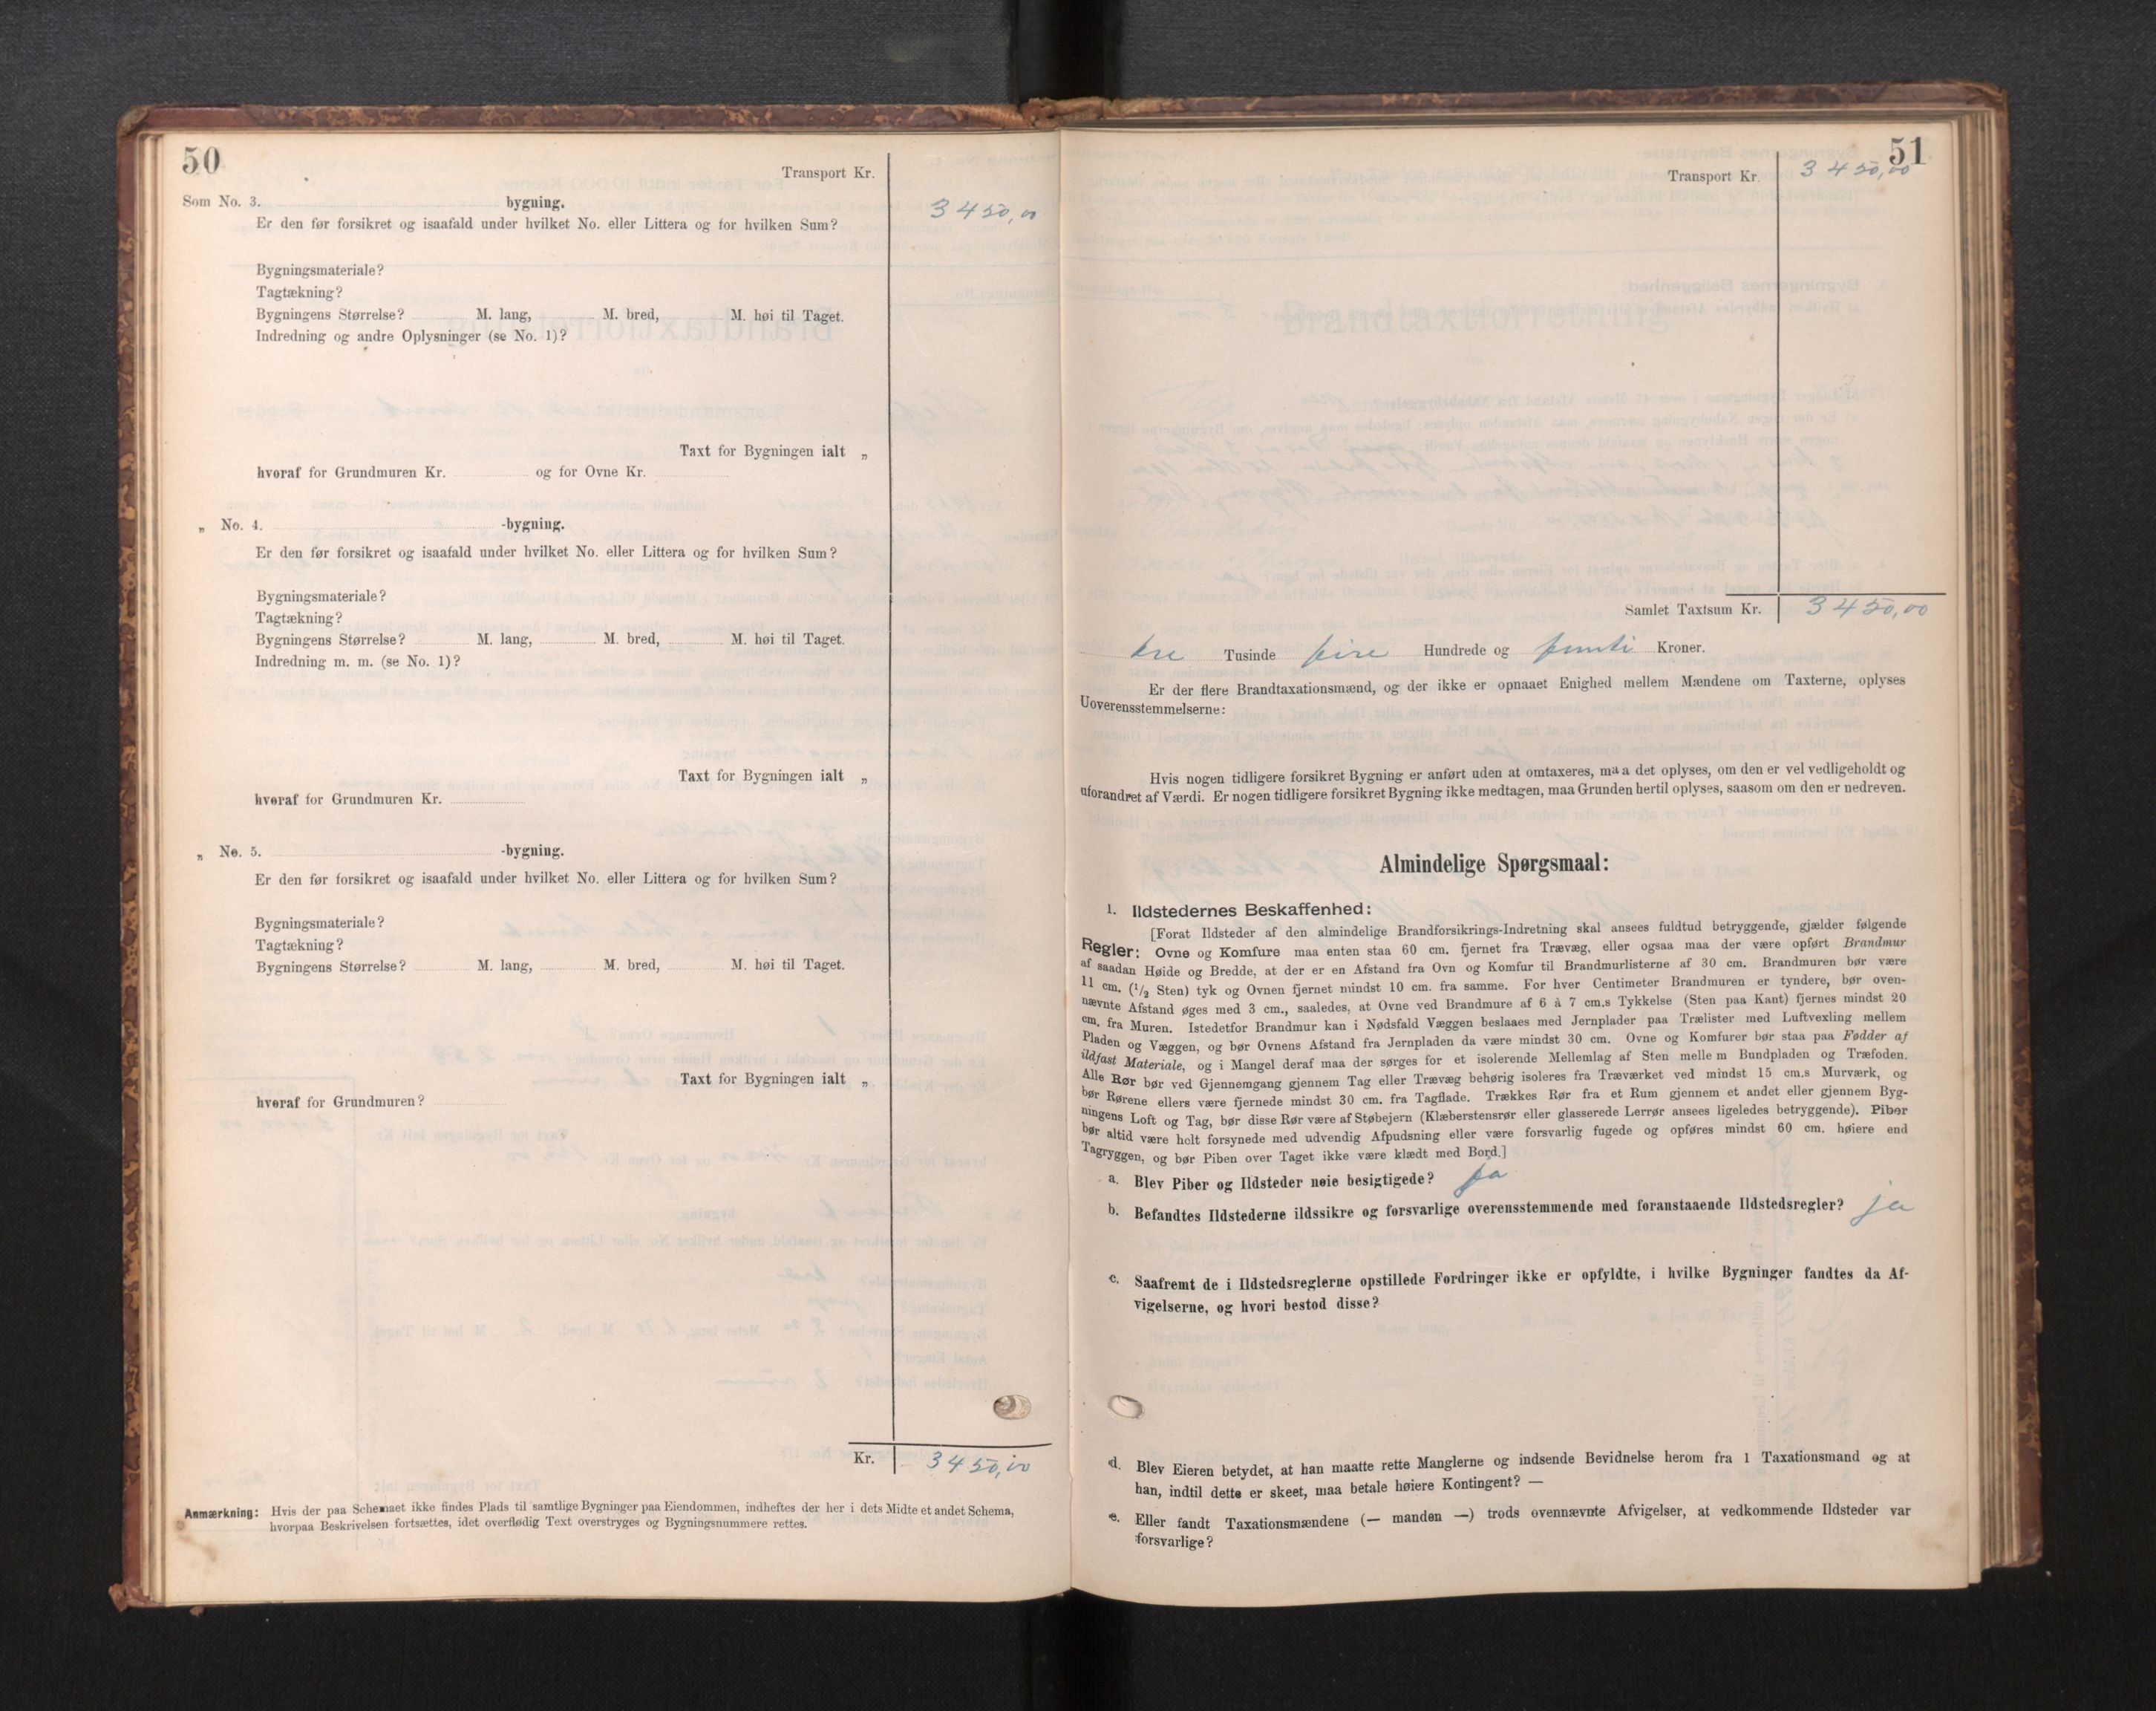 50
Transport Kr.
3450,00
Som No. 3. bygning.
Er den før forsikret og isaafald under hvilket No. eller Littera og for hvilken Sum?
Bygningsmateriale?
Tagtækning?
Bygningens Størrelse? M. lang, M. bred, M. høi til Taget.
Indredning og andre Oplysninger (se No. 1)?
Taxt for Bygningen ialt „
hvoraf for Grundmuren Kr. og for Ovne Kr.
„ No. 4. -bygning.
Er den før forsikret og isaafald under hvilket No. eller Littera og for hvilken Sum?
Bygningsmateriale?
Tagtækning?
Bygningens Størrelse? M. lang, M. bred, M. høi til Taget.
Indredning m. m. (se No. 1)?
Taxt for Bygningen ialt „
hvoraf for Grundmuren Kr.
„ No. 5. -bygning.
Er den før forsikret og isaafald under hvilket No. eller Littera og for hvilken Sum?
Bygningsmateriale?
Tagtækning?
Bygningens Størrelse? M. lang, M. bred, M. høi til Taget.
Taxt for Bygningen ialt „
hvoraf for Grundmuren?
Kr. 3450,00
Anmærkning: Hvis der paa Schemaet ikke findes Plads til samtlige Bygninger paa Eiendommen, indheftes der her i dets Midte et andet Schema,
hvorpaa Beskrivelsen fortsættes, idet overflødig Text overstryges og Bygningsnummere rettes.
51
Transport Kr. 3450,00
Samlet Taxtsum Kr. 3450,00
tre Tusinde fire Hundrede og femti Kroner.
Er der flere Brandtaxationsmænd, og der ikke er opnaaet Enighed mellem Mændene om Taxterne, oplyses
Uoverensstemmelserne:
Hvis nogen tidligere forsikret Bygning er anført uden at omtaxeres, maa det oplyses, om den er vel vedligeholdt og
uforandret af Værdi. Er nogen tidligere forsikret Bygning ikke medtagen, maa Grunden hertil oplyses, saasom om den er nedreven.
Almindelige Spørgsmaal:
1. Ildstedernes Beskaffenhed:
[Forat Ildsteder af den almindelige Brandforsikrings-Indretning skal ansees fuldtud betryggende, gjælder følgende
Regler: Ovne og Komfure maa enten staa 60 cm. fjernet fra Trævæg, eller ogsaa maa der være opført Brandmur
af saadan Høide og Bredde, at der er en Afstand fra Ovn og Komfur til Brandmurlisterne af 30 cm. Brandmuren bør være
11 cm. (1/2 Sten) tyk og Ovnen fjernet mindst 10 cm. fra samme. For hver Centimeter Brandmuren er tyndere, bør oven-
nævnte Afstand øges med 3 cm., saaledes, at Ovne ved Brandmure af 6 à 7 cm.s Tykkelse (Sten paa Kant) fjernes mindst 20
cm. fra Muren. Istedetfor Brandmur kan i Nødsfald Væggen beslaaes med Jernplader paa Trælister med Luftvexling mellem
Pladen og Væggen, og bør Ovnens Afstand fra Jernpladen da være mindst 30 cm. Ovne og Komfurer bør staa paa Fødder af
ildfast Materiale, og i Mangel deraf maa der sørges for et isolerende Mellemlag af Sten mellem Bundpladen og Træfoden.
Alle Rør bør ved Gjennemgang gjennem Tag eller Trævæg behørig isoleres fra Træværket ved mindst 15 cm.s Murværk, og
bør Rørene ellers være fjernede mindst 30 cm. fra Tagflade. Trækkes Rør fra et Rum gjennem et andet eller gjennem Byg-
ningens Loft og Tag, bør disse Rør være af Støbejern (Klæberstensrør eller glasserede Lerrør ansees ligeledes betryggende). Piber
bør altid være holt forsynede med udvendig Afpudsning eller være forsvarlig fugede og opføres mindst 60 cm. høiere end
Tagryggen, og bør Piben over Taget ikke være klædt med Bord.]
a. Blev Piber og Ildsteder nøie besigtigede? ja
b. Befandtes Ildstederne ildssikre og forsvarlige overensstemmende med foranstaaende Ildstedsregler? ja
c. Saafremt de i Ildstedsreglerne opstillede Fordringer ikke er opfyldte, i hvilke Bygninger fandtes da Af-
vigelserne, og hvori bestod disse?
d. Blev Eieren betydet, at han maatte rette Manglerne og indsende Bevidnelse herom fra 1 Taxationsmand og at
han, indtil dette er skeet, maa betale høiere Kontingent? —
e. Eller fandt Taxationsmændene (— manden —) trods ovennævnte Afvigelser, at vedkommende Ildsteder var
forsvarlige?